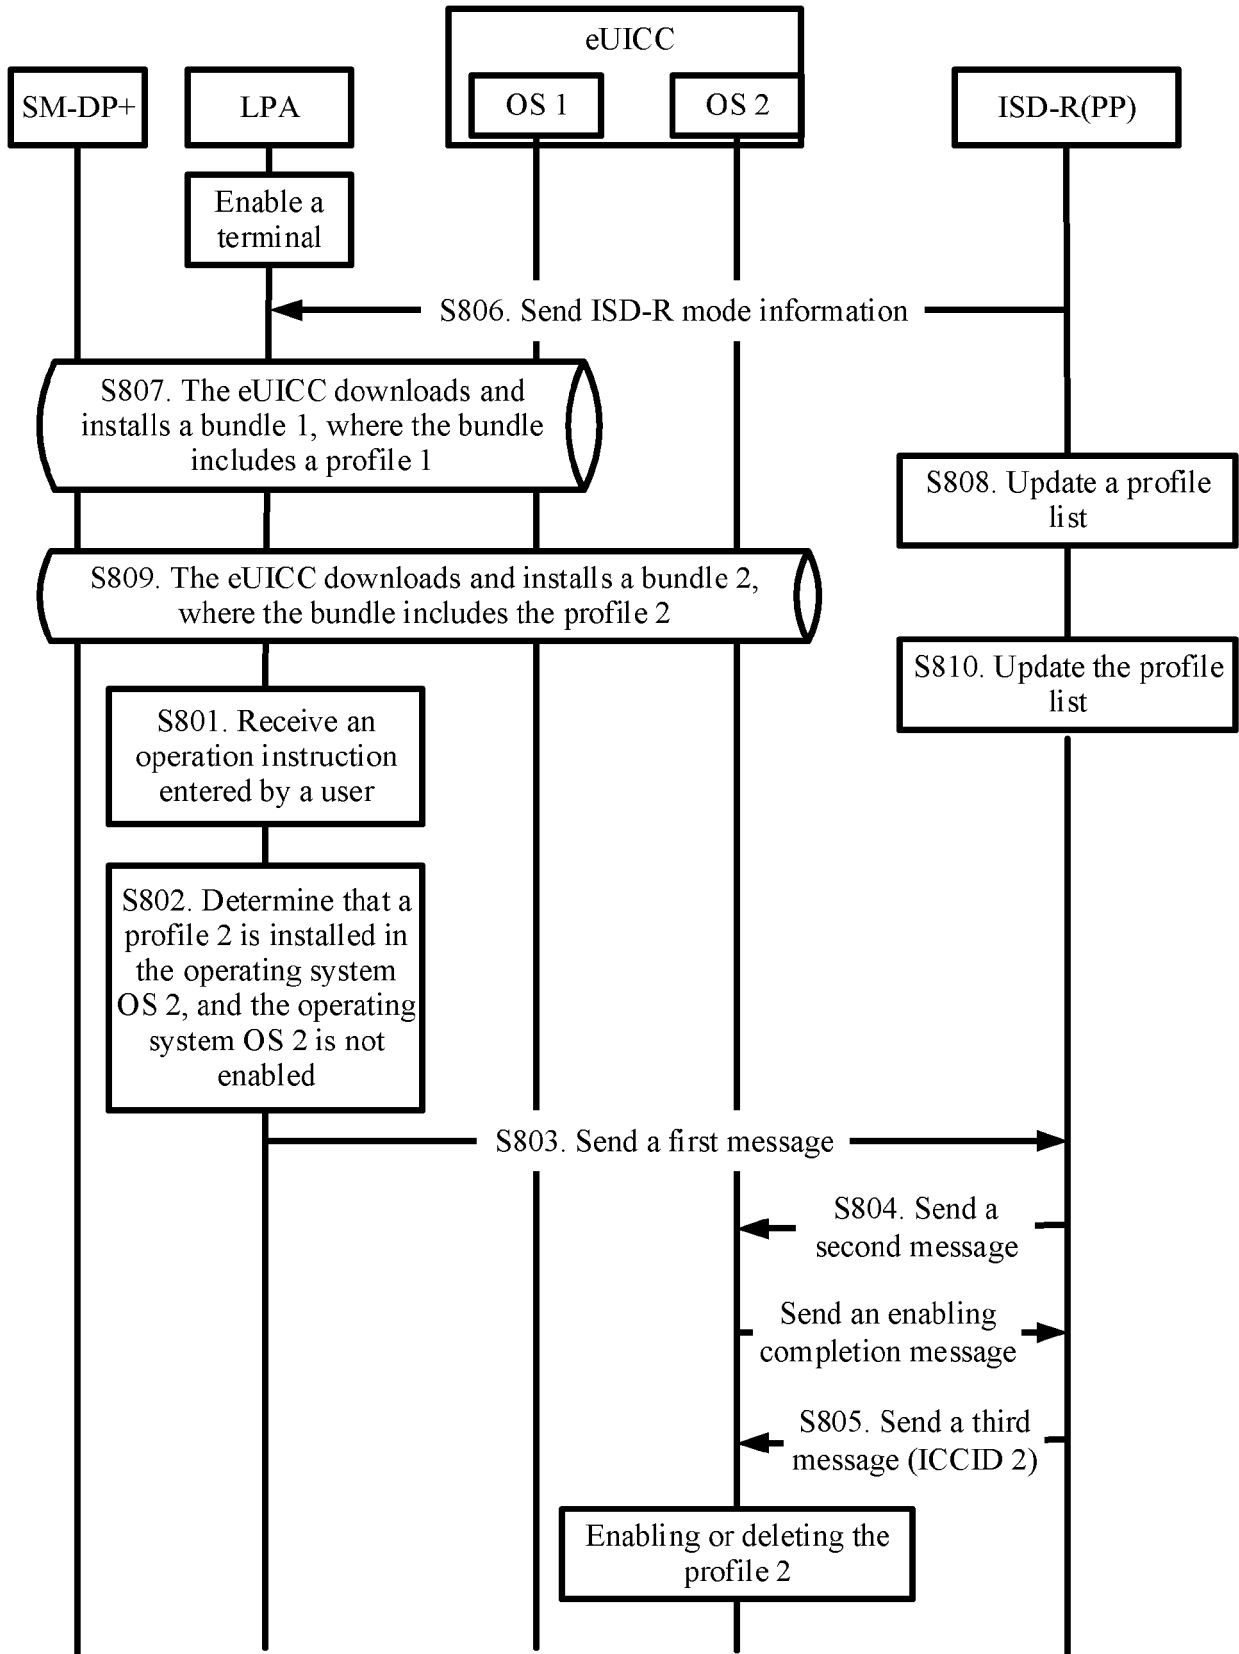 eUICC
SM-DP+
LPA
OS 1
OS 2
ISD-R(PP)
Enable a
terminal
S806. Send ISD-R mode information
S807. The eUICC downloads and
installs a bundle 1, where the bundle
includes a profile 1
S808. Update a profile
list
S809. The eUICC downloads and installs a bundle 2,
where the bundle includes the profile 2
S810. Update the profile
list
S801. Receive an
operation instruction
entered by a user
S802. Determine that a
profile 2 is installed in
the operating system
OS 2, and the operating
system OS 2 is not
enabled
S803. Send a first message
S804. Send a
second message
Send an enabling
completion message
S805. Send a third
message (ICCID 2)
Enabling or deleting the
profile 2